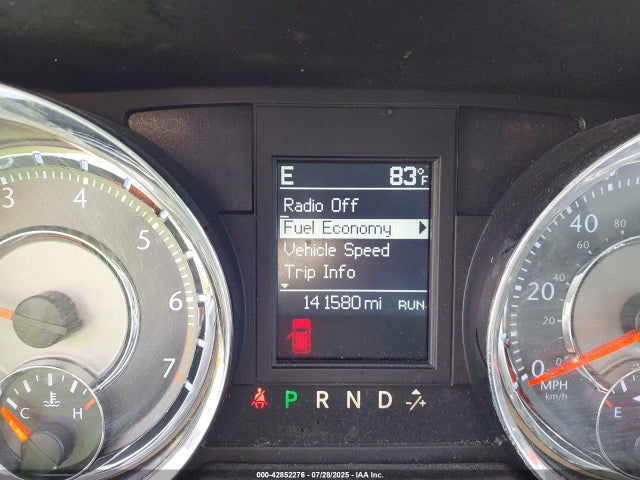 E 83°F
Radio Off
Fuel Economy
Vehicle Speed
Trip Info
141580 mi RUN
P R N D -/+
3 4 5 6 7
C H
0 20 40
0 40 60 80
MPH
km/h
E
000-42852276 | 07/28/2025 | IAA Inc.